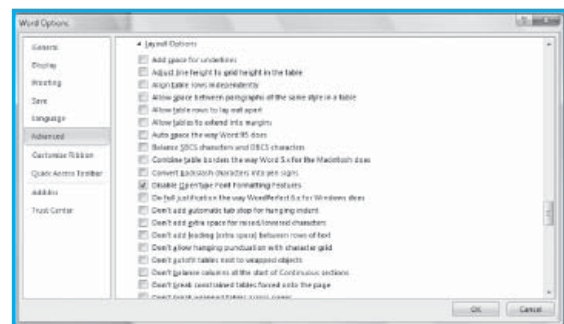 Word Options
General
Display
Proofing
Save
Language
Advanced
Customize Ribbon
Quick Access Toolbar
Add-Ins
Trust Center
Layout Options
Add space for underlines
Adjust line height to grid height in the table
Align table rows independently
Allow space between paragraphs of the same style in a table
Allow table rows to lay out apart
Allow tables to extend into margins
Auto space the way Word 95 does
Balance SBCS characters and DBCS characters
Combine table borders the way Word 5.x for the Macintosh does
Convert backslash characters into yen signs
Disable OpenType Font Formatting Features
Do full justification the way WordPerfect 6.x for Windows does
Don't add automatic tab stop for hanging indent
Don't add extra space for raised/lowered characters
Don't add leading (extra space) between rows of text
Don't allow hanging punctuation with character grid
Don't autofit tables next to wrapped objects
Don't balance columns at the start of Continuous sections
Don't break constrained tables forced onto the page
Don't break wrapped tables across pages
OK
Cancel